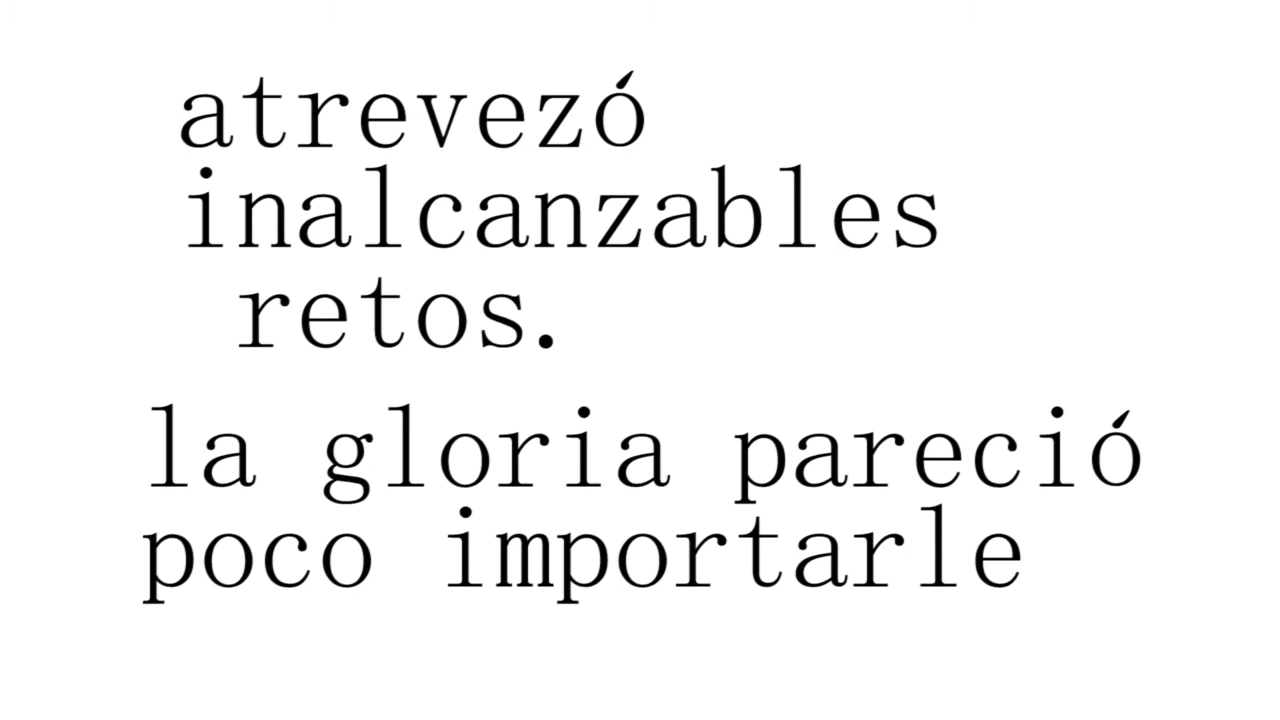 atrevezó
inalcanzables
retos.
la gloria pareció
poco importarle